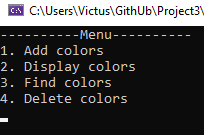 C:\Users\Victus\GithUb\Project3\
----------Menu----------
1. Add colors
2. Display colors
3. Find colors
4. Delete colors